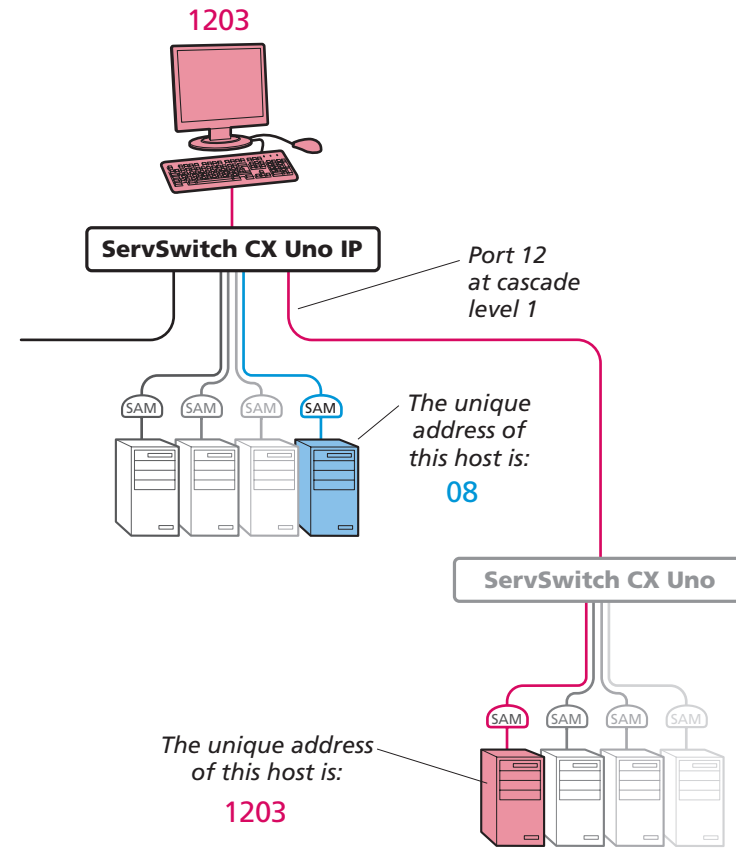 1203
ServSwitch CX Uno IP
Port 12
at cascade
level 1
SAM
SAM
SAM
SAM
The unique
address of
this host is:
08
ServSwitch CX Uno
SAM
SAM
SAM
SAM
The unique address
of this host is:
1203